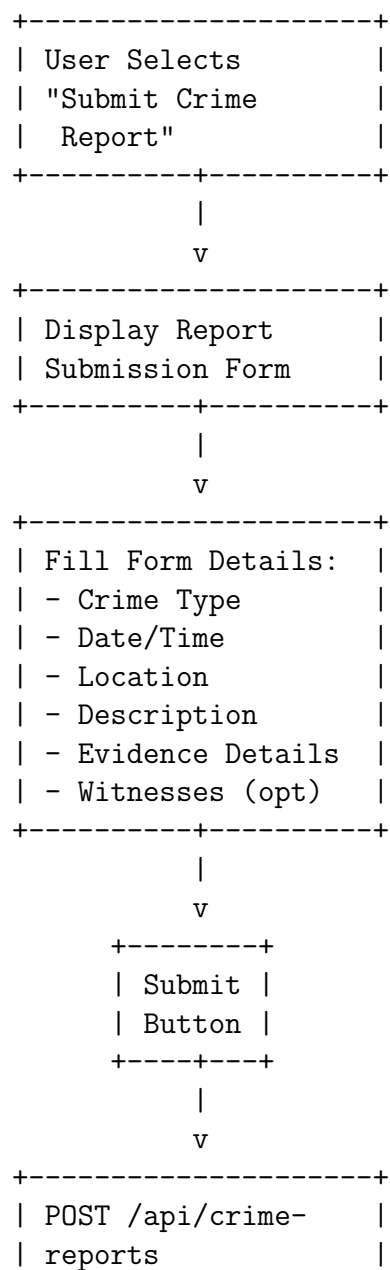 +---------------------+
| User Selects        |
| "Submit Crime       |
|  Report"            |
+----------+----------+
           |
           v
+---------------------+
| Display Report      |
| Submission Form     |
+----------+----------+
           |
           v
+---------------------+
| Fill Form Details:  |
| - Crime Type        |
| - Date/Time         |
| - Location          |
| - Description       |
| - Evidence Details  |
| - Witnesses (opt)   |
+----------+----------+
           |
           v
      +--------+
      | Submit |
      | Button |
      +----+---+
           |
           v
+---------------------+
| POST /api/crime-    |
| reports             |